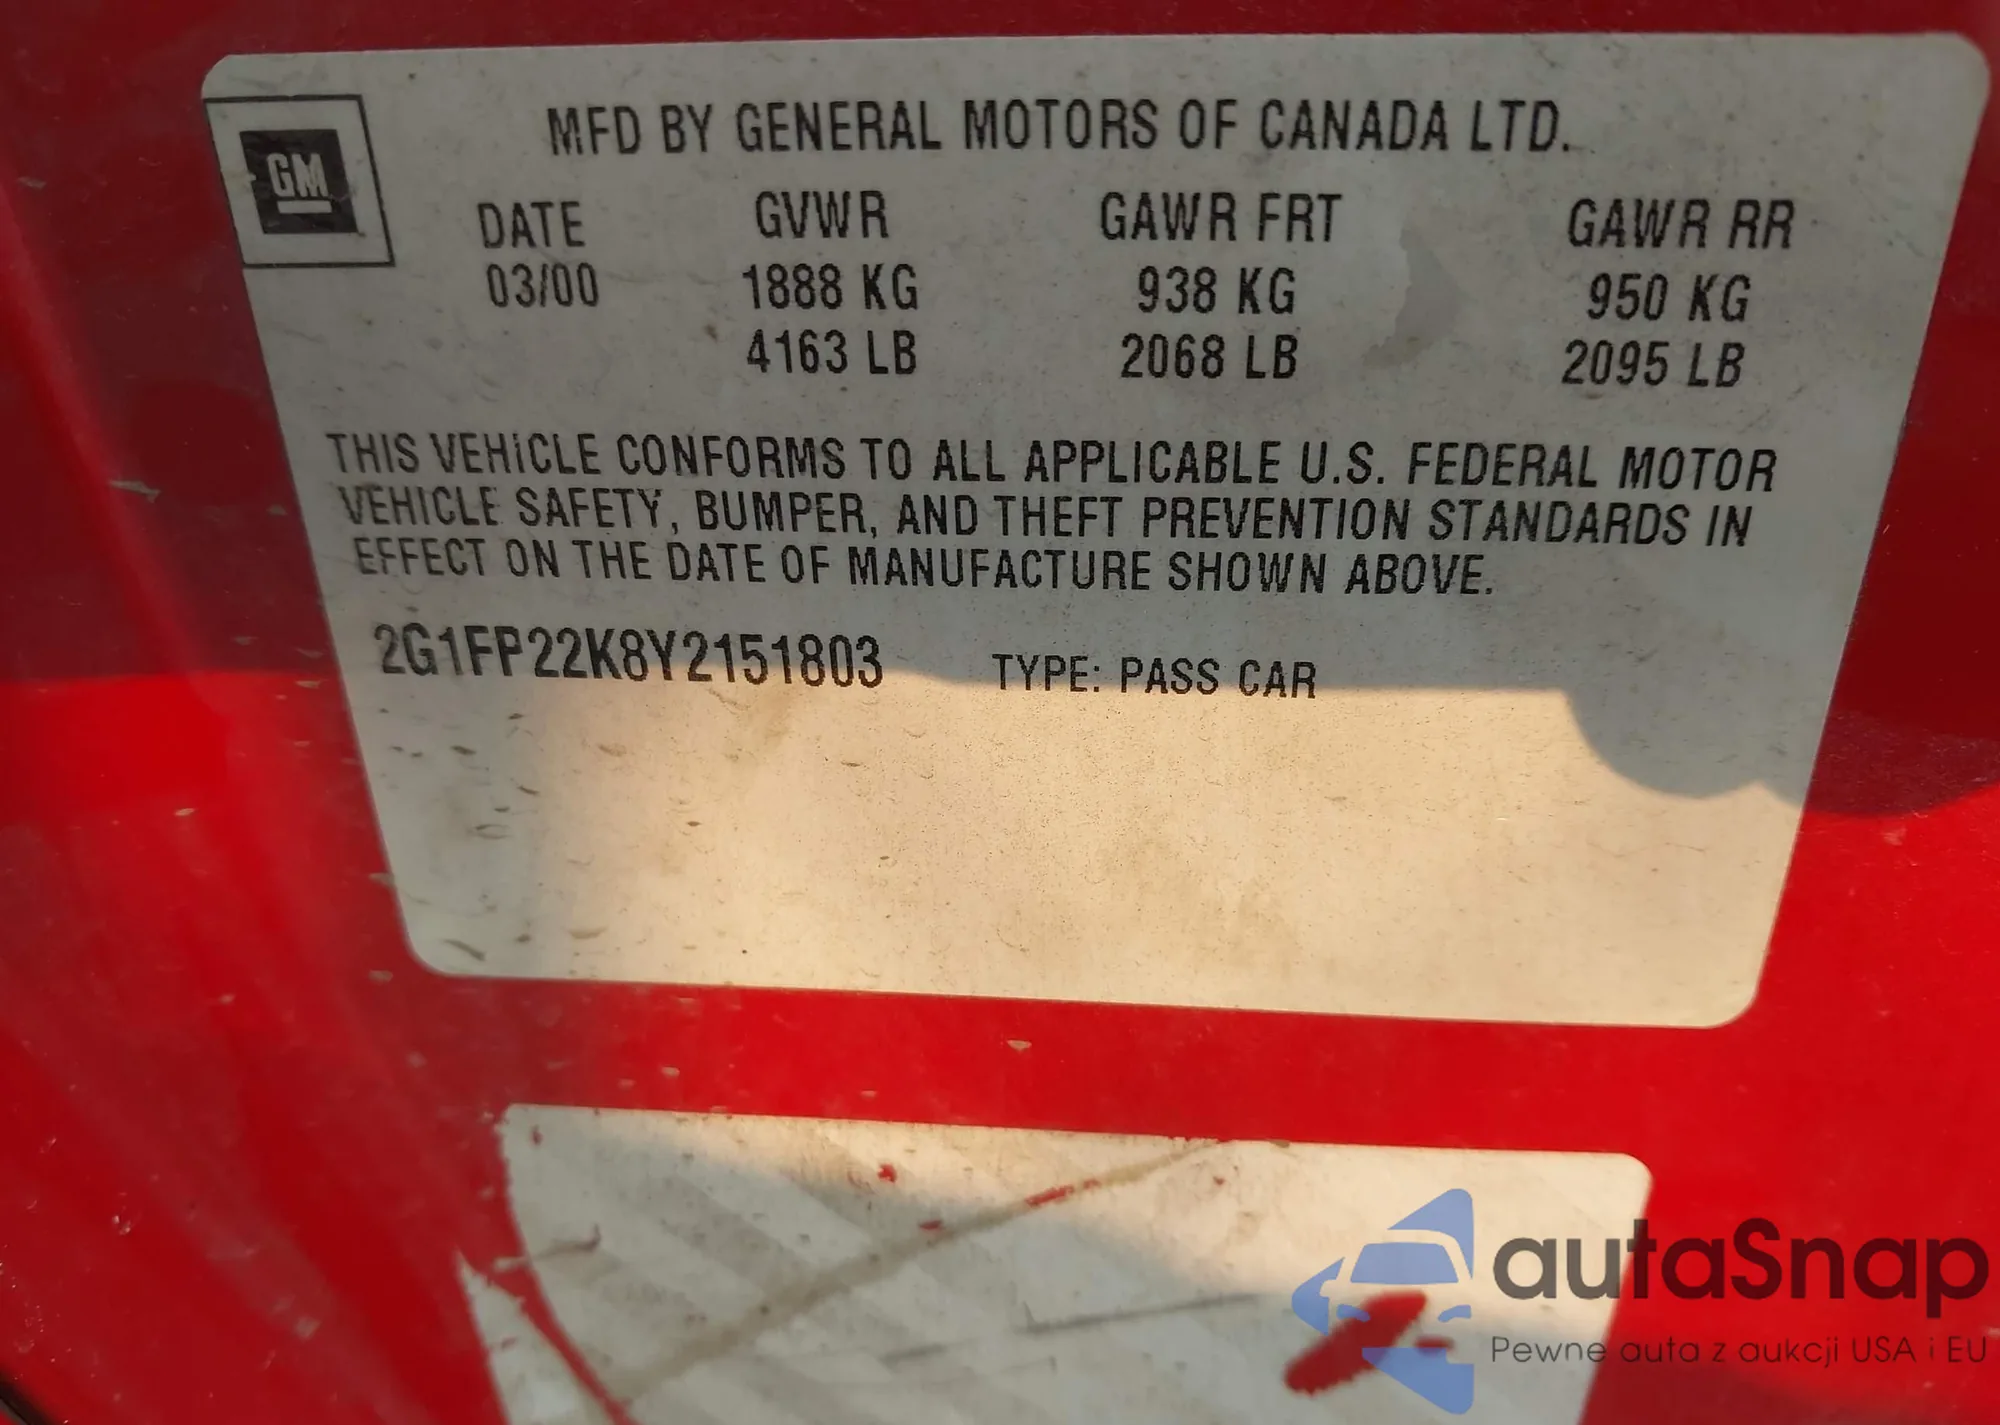 MFD BY GENERAL MOTORS OF CANADA LTD.
GM
DATE GVWR GAWR FRT GAWR RR
03/00 1888 KG 938 KG 950 KG
4163 LB 2068 LB 2095 LB
THIS VEHICLE CONFORMS TO ALL APPLICABLE U.S. FEDERAL MOTOR
VEHICLE SAFETY, BUMPER, AND THEFT PREVENTION STANDARDS IN
EFFECT ON THE DATE OF MANUFACTURE SHOWN ABOVE.
2G1FP22K8Y2151803 TYPE: PASS CAR
autaSnap
Pewne auta z aukcji USA i EU